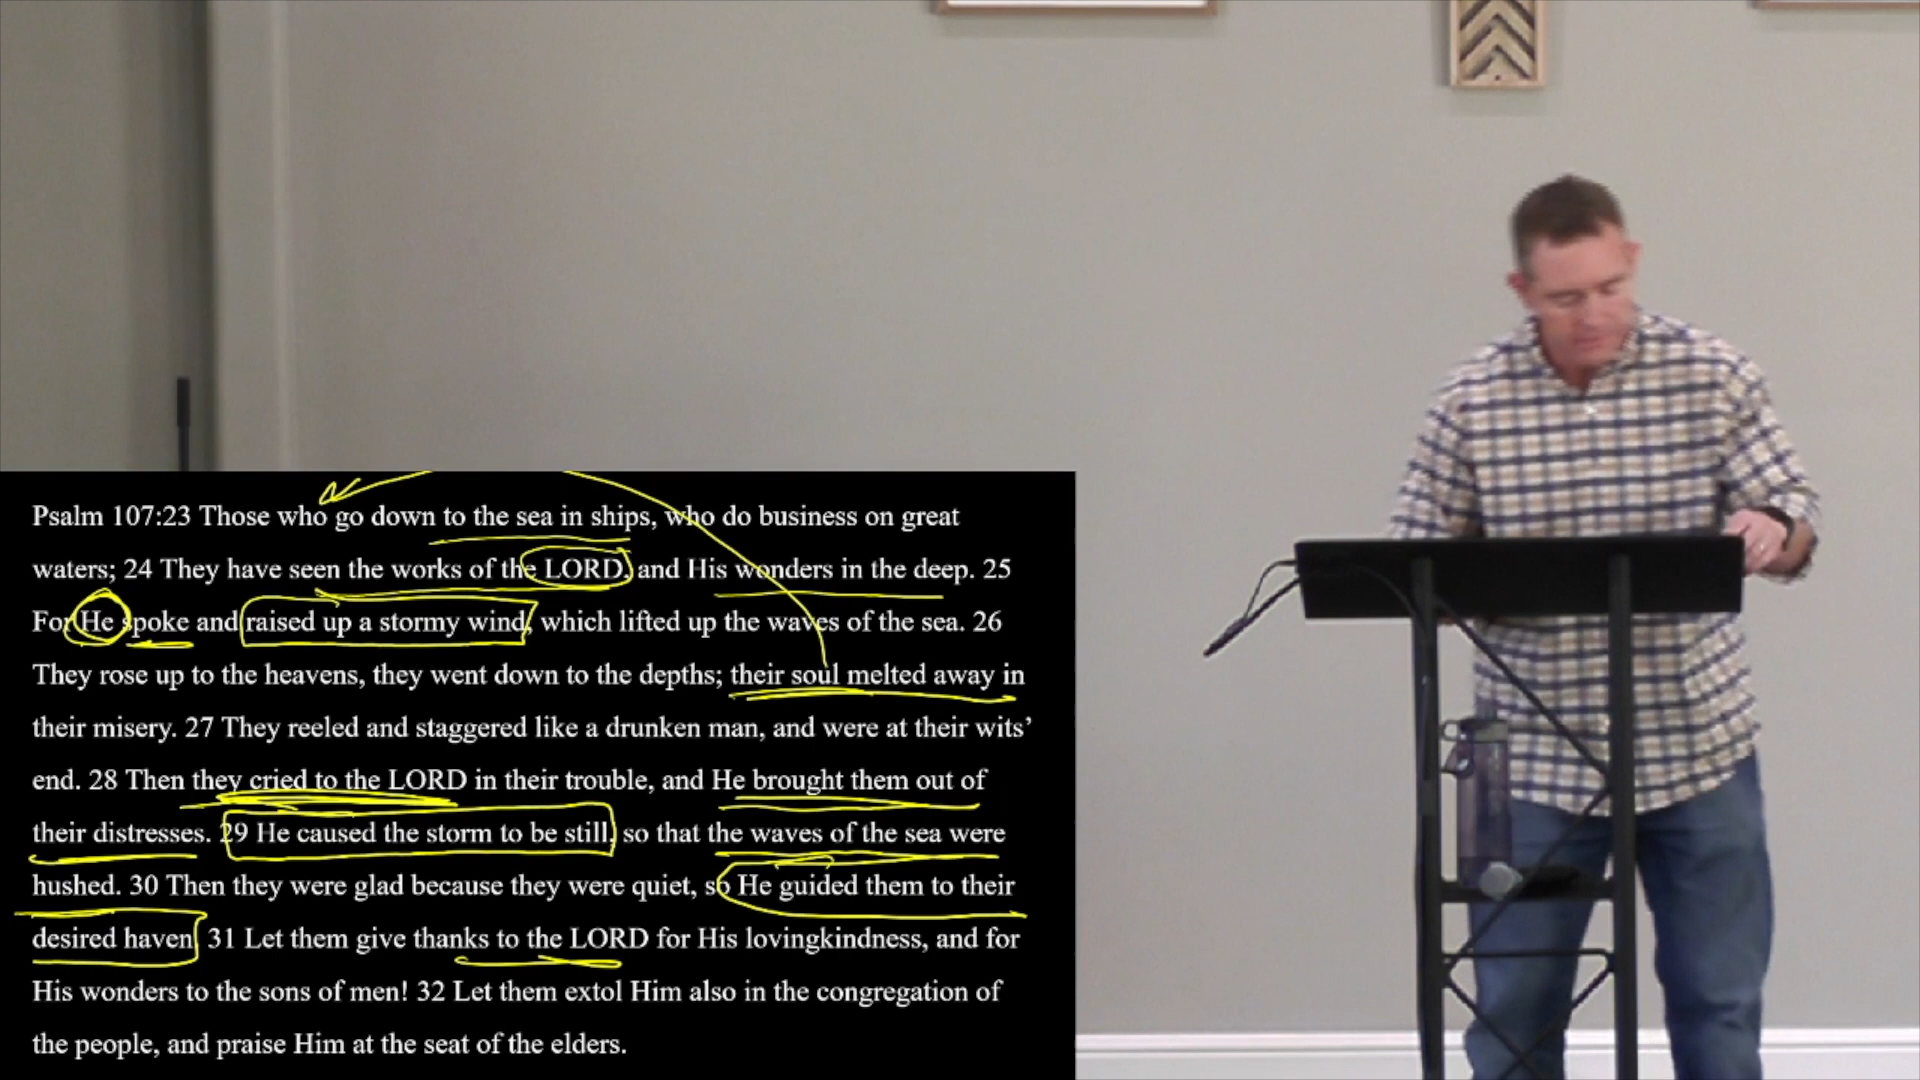 Psalm 107:23 Those who go down to the sea in ships, who do business on great
waters; 24 They have seen the works of the LORD, and His wonders in the deep. 25
For He spoke and raised up a stormy wind, which lifted up the waves of the sea. 26
They rose up to the heavens, they went down to the depths; their soul melted away in
their misery. 27 They reeled and staggered like a drunken man, and were at their wits’
end. 28 Then they cried to the LORD in their trouble, and He brought them out of
their distresses. 29 He caused the storm to be still, so that the waves of the sea were
hushed. 30 Then they were glad because they were quiet, so He guided them to their
desired haven. 31 Let them give thanks to the LORD for His lovingkindness, and for
His wonders to the sons of men! 32 Let them extol Him also in the congregation of
the people, and praise Him at the seat of the elders.